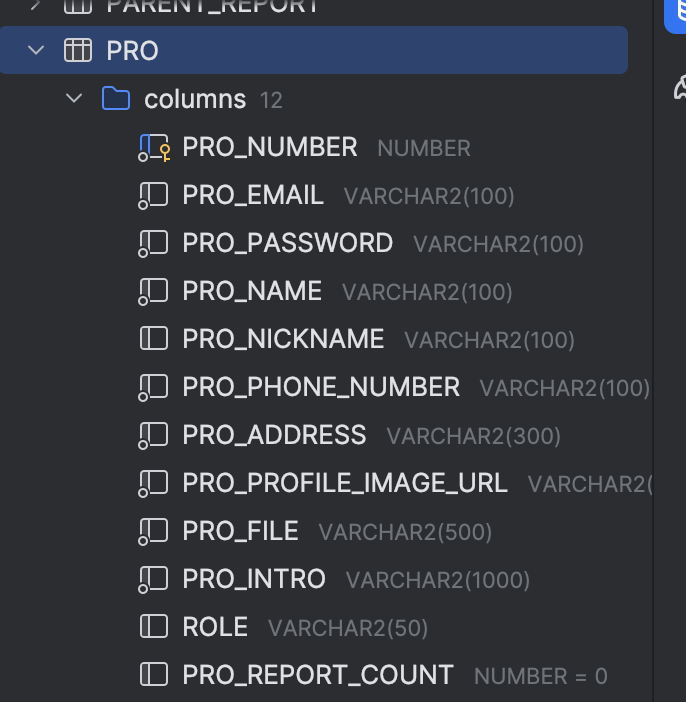 PARENT_REPORT
PRO
columns 12
PRO_NUMBER NUMBER
PRO_EMAIL VARCHAR2(100)
PRO_PASSWORD VARCHAR2(100)
PRO_NAME VARCHAR2(100)
PRO_NICKNAME VARCHAR2(100)
PRO_PHONE_NUMBER VARCHAR2(100)
PRO_ADDRESS VARCHAR2(300)
PRO_PROFILE_IMAGE_URL VARCHAR2(
PRO_FILE VARCHAR2(500)
PRO_INTRO VARCHAR2(1000)
ROLE VARCHAR2(50)
PRO_REPORT_COUNT NUMBER = 0